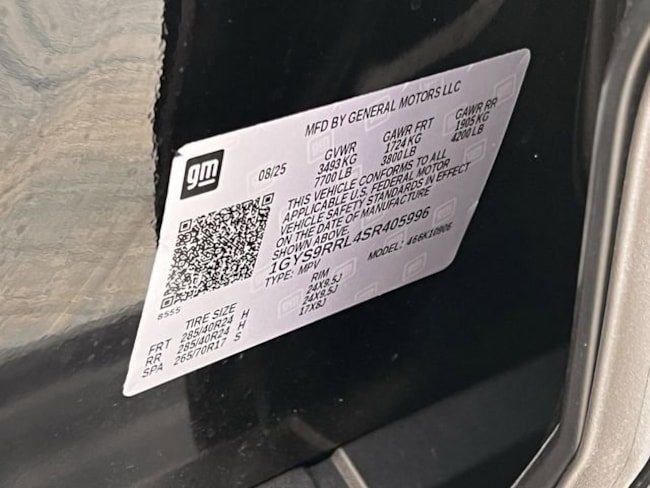 MFD BY GENERAL MOTORS LLC
gm
08/25 GVWR GAWR FRT GAWR RR
3493 KG 1724 KG 1905 KG
7700 LB 3800 LB 4200 LB
THIS VEHICLE CONFORMS TO ALL
APPLICABLE U.S. FEDERAL MOTOR
VEHICLE SAFETY STANDARDS IN EFFECT
ON THE DATE OF MANUFACTURE
SHOWN ABOVE.
1GYS9RRL4SR405996
TYPE: MPV MODEL: 466K10906
8555
TIRE SIZE RIM
FRT 285/40R24 H 24X9.5J
RR 285/40R24 H 24X9.5J
SPA 265/70R17 S 17X8J